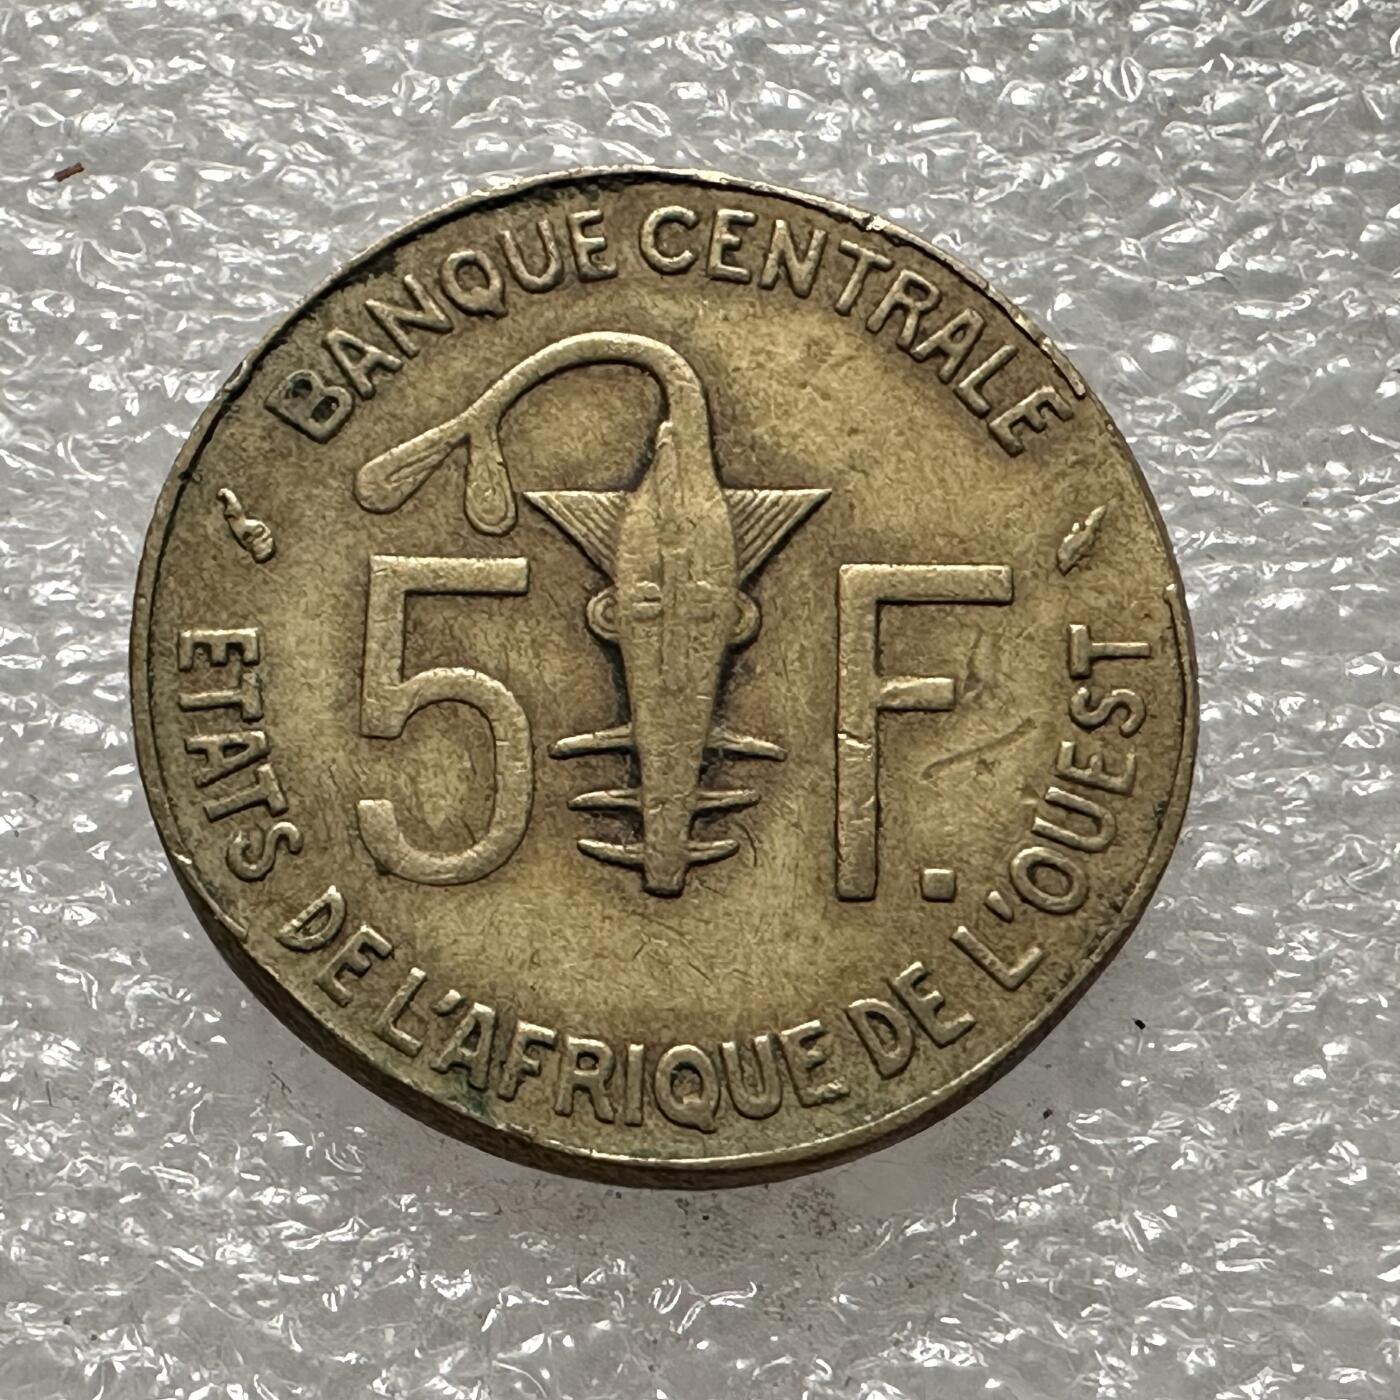 BANQUE CENTRALE
5 F.
ETATS DE L'AFRIQUE DE L'OUEST